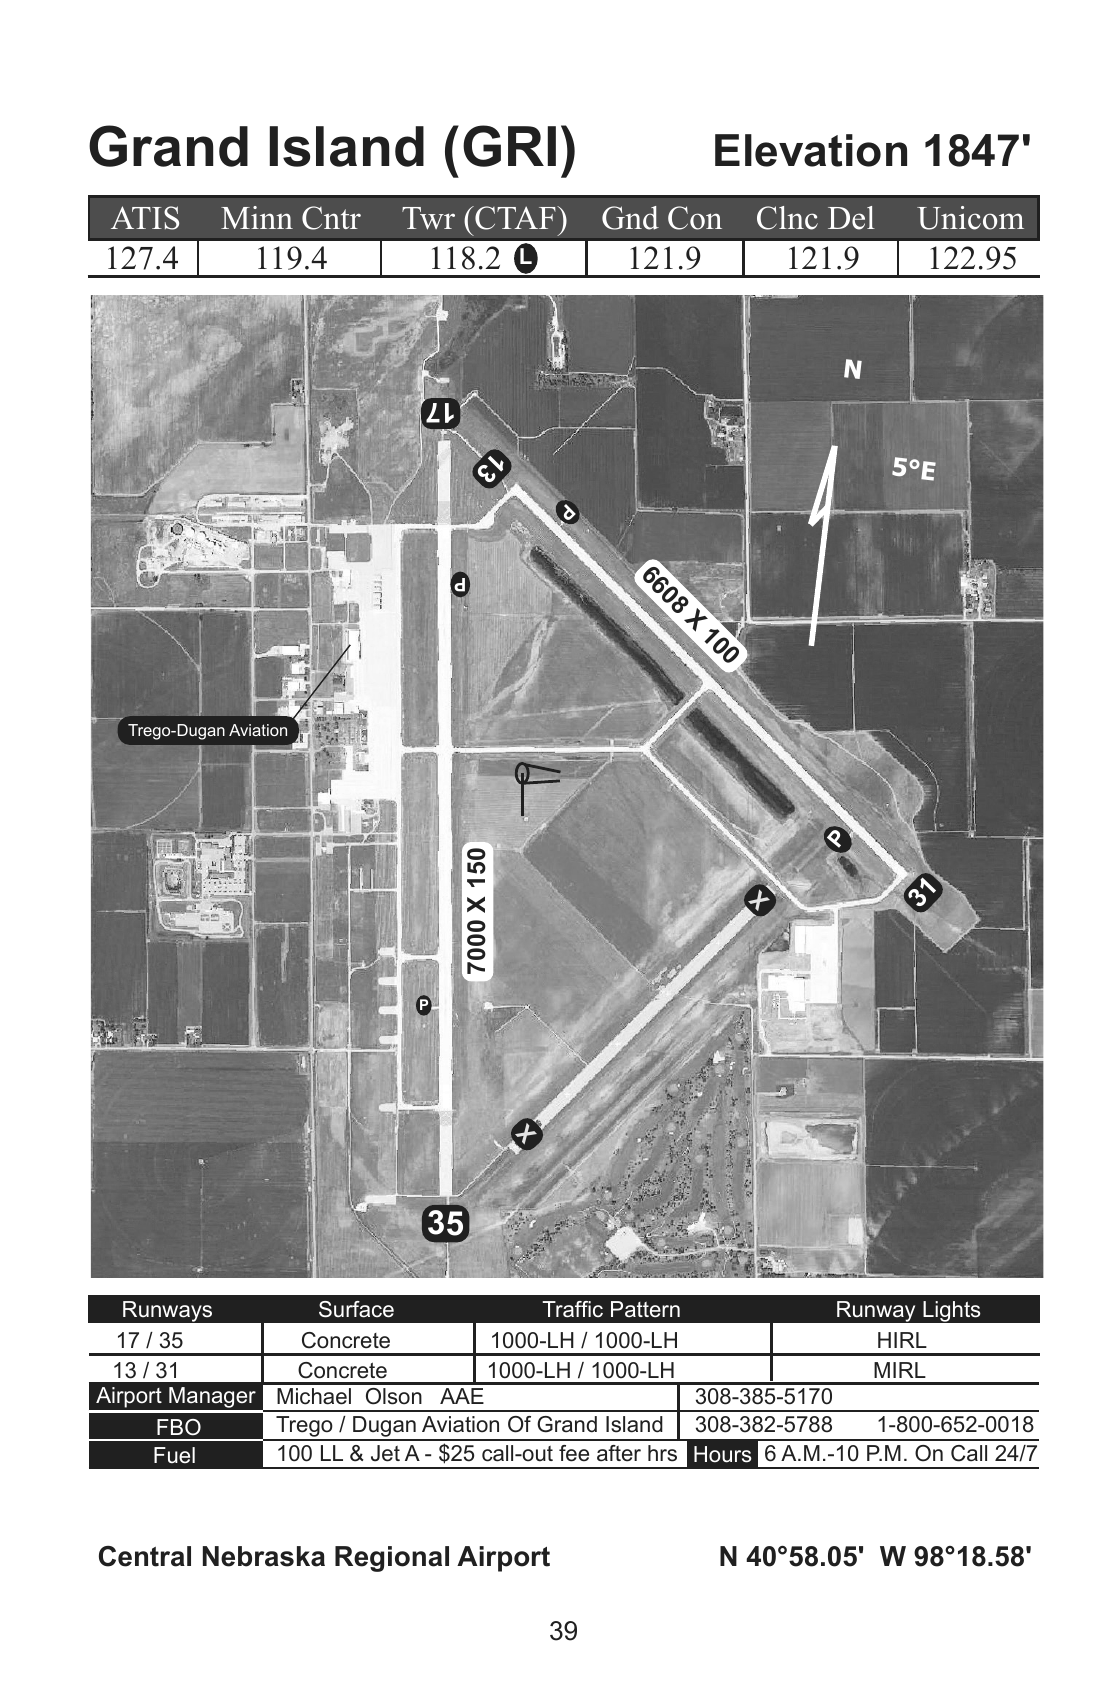 Grand Island (GRI) Elevation 1847'
ATIS Minn Cntr Twr (CTAF) Gnd Con Clnc Del Unicom
127.4 119.4 118.2 L 121.9 121.9 122.95
N
17
13
5°E
P
P
6608 X 100
Trego-Dugan Aviation
P
7000 X 150
31
X
P
X
35
Runways Surface Traffic Pattern Runway Lights
17 / 35 Concrete 1000-LH / 1000-LH HIRL
13 / 31 Concrete 1000-LH / 1000-LH MIRL
Airport Manager Michael Olson AAE 308-385-5170
FBO Trego / Dugan Aviation Of Grand Island 308-382-5788 1-800-652-0018
Fuel 100 LL & Jet A - $25 call-out fee after hrs Hours 6 A.M.-10 P.M. On Call 24/7
Central Nebraska Regional Airport N 40°58.05' W 98°18.58'
39